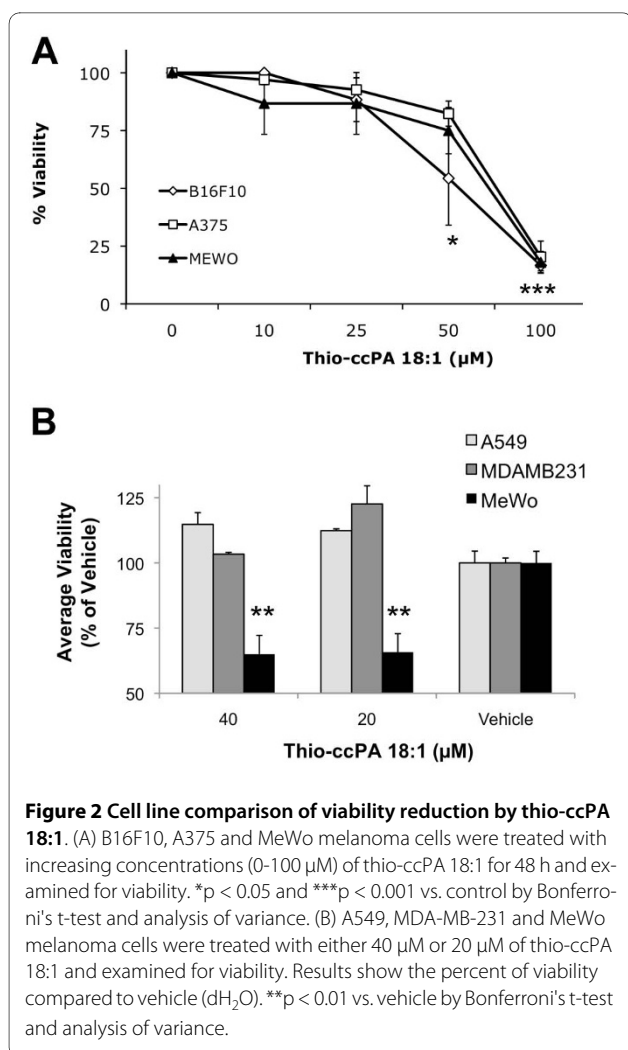 A
100
75
50
25
0
% Viability
B16F10
A375
MEWO
*
***
0 10 25 50 100
Thio-ccPA 18:1 (µM)
B
A549
MDAMB231
MeWo
125
100
75
50
Average Viability
(% of Vehicle)
** **
40 20 Vehicle
Thio-ccPA 18:1 (µM)
Figure 2 Cell line comparison of viability reduction by thio-ccPA
18:1. (A) B16F10, A375 and MeWo melanoma cells were treated with
increasing concentrations (0-100 µM) of thio-ccPA 18:1 for 48 h and ex-
amined for viability. *p < 0.05 and ***p < 0.001 vs. control by Bonferro-
ni's t-test and analysis of variance. (B) A549, MDA-MB-231 and MeWo
melanoma cells were treated with either 40 µM or 20 µM of thio-ccPA
18:1 and examined for viability. Results show the percent of viability
compared to vehicle (dH₂O). **p < 0.01 vs. vehicle by Bonferroni's t-test
and analysis of variance.